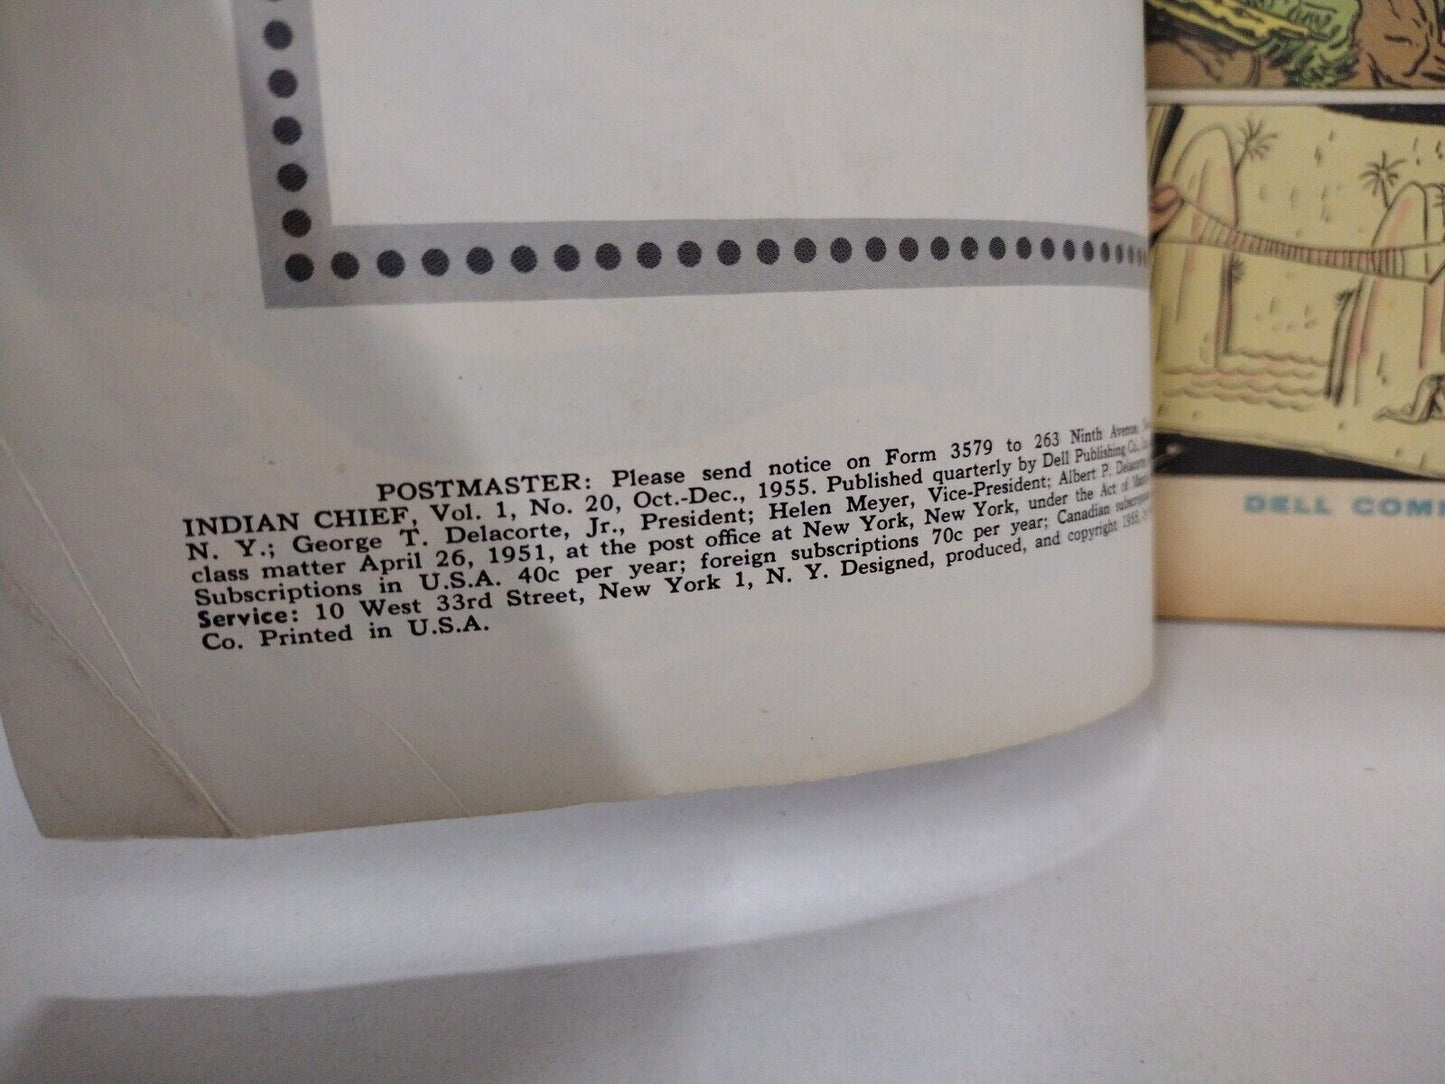 POSTMASTER: Please send notice on Form 3579 to 263 Ninth Avenue,
INDIAN CHIEF, Vol. 1, No. 20, Oct.-Dec., 1955. Published quarterly by Dell Publishing Co.,
N. Y.; George T. Delacorte, Jr., President; Helen Meyer, Vice-President; Albert P. Delacorte
class matter April 26, 1951, at the post office at New York, New York, under the Act of
Subscriptions in U.S.A. 40c per year; foreign subscriptions 70c per year; Canadian
Service: 10 West 33rd Street, New York 1, N. Y. Designed, produced, and copyright 1955,
Co. Printed in U.S.A.
DELL